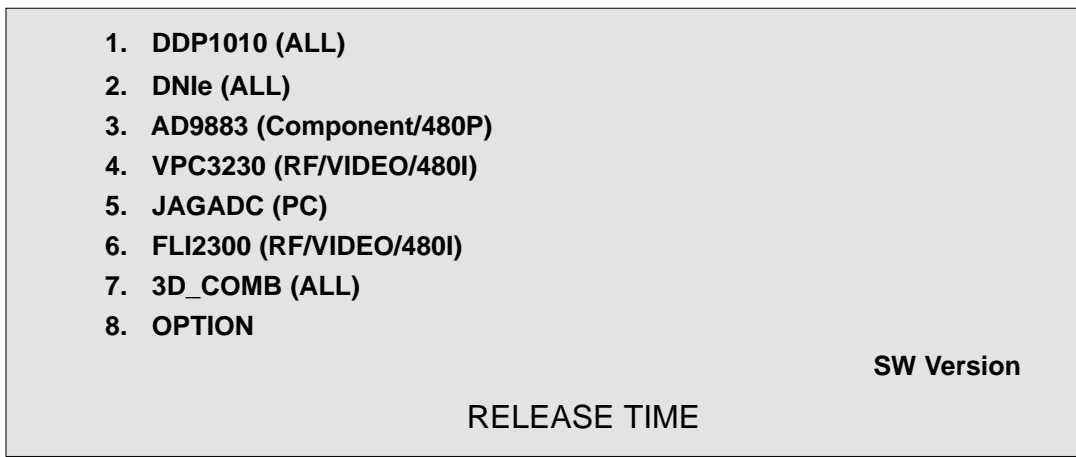 1. DDP1010 (ALL)
2. DNIe (ALL)
3. AD9883 (Component/480P)
4. VPC3230 (RF/VIDEO/480I)
5. JAGADC (PC)
6. FLI2300 (RF/VIDEO/480I)
7. 3D_COMB (ALL)
8. OPTION
SW Version
RELEASE TIME